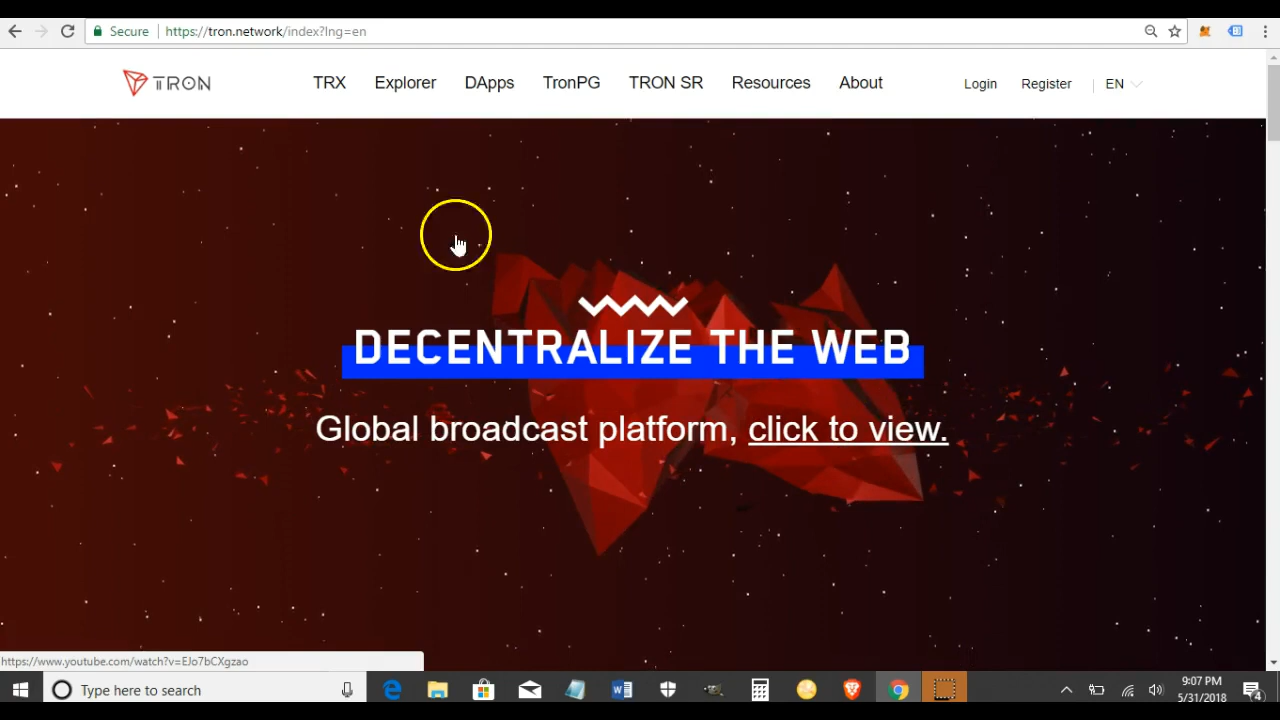 Secure https://tron.network/index?lng=en
TRON TRX Explorer DApps TronPG TRON SR Resources About Login Register EN
DECENTRALIZE THE WEB
Global broadcast platform, click to view.
https://www.youtube.com/watch?v=EJo7bCXgzao
Type here to search
9:07 PM
5/31/2018
4